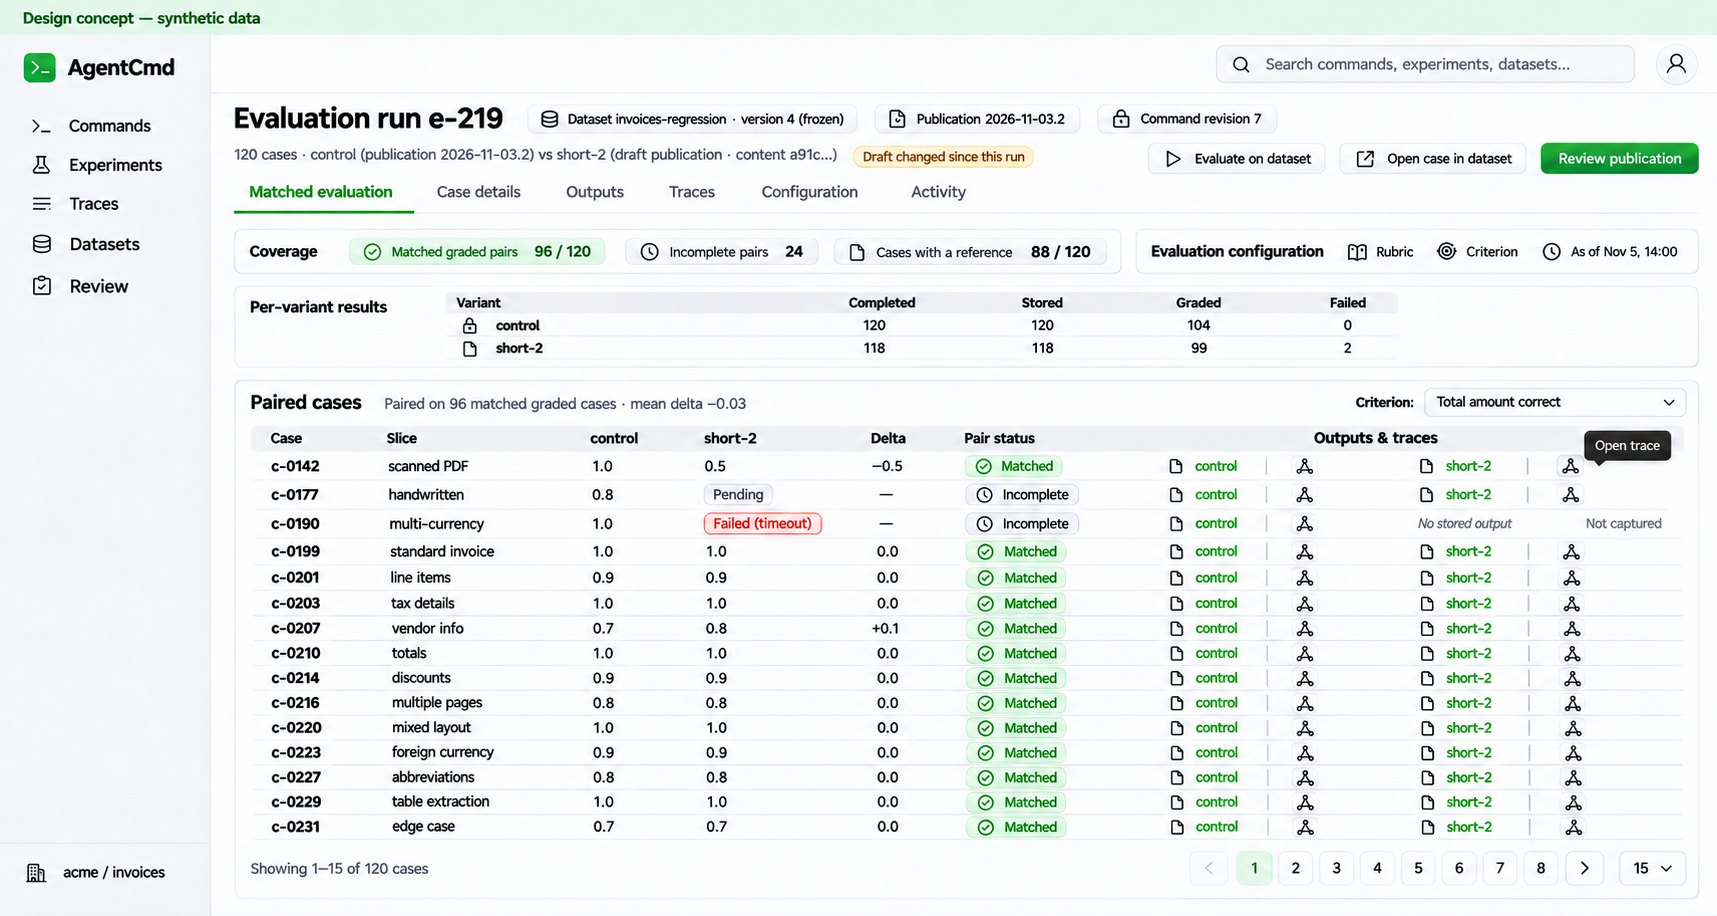 Design concept — synthetic data
AgentCmd
Search commands, experiments, datasets...
Commands
Experiments
Traces
Datasets
Review
acme / invoices
Evaluation run e-219
Dataset invoices-regression · version 4 (frozen)
Publication 2026-11-03.2
Command revision 7
120 cases · control (publication 2026-11-03.2) vs short-2 (draft publication · content a91c...)
Draft changed since this run
Evaluate on dataset
Open case in dataset
Review publication
Matched evaluation Case details Outputs Traces Configuration Activity
Coverage Matched graded pairs 96 / 120 Incomplete pairs 24 Cases with a reference 88 / 120
Evaluation configuration Rubric Criterion As of Nov 5, 14:00
Per-variant results
Variant Completed Stored Graded Failed
control 120 120 104 0
short-2 118 118 99 2
Paired cases Paired on 96 matched graded cases · mean delta −0.03
Criterion: Total amount correct
Case Slice control short-2 Delta Pair status Outputs & traces
Open trace
c-0142 scanned PDF 1.0 0.5 −0.5 Matched control | short-2 |
c-0177 handwritten 0.8 Pending — Incomplete control | short-2 |
c-0190 multi-currency 1.0 Failed (timeout) — Incomplete control | No stored output Not captured
c-0199 standard invoice 1.0 1.0 0.0 Matched control | short-2 |
c-0201 line items 0.9 0.9 0.0 Matched control | short-2 |
c-0203 tax details 1.0 1.0 0.0 Matched control | short-2 |
c-0207 vendor info 0.7 0.8 +0.1 Matched control | short-2 |
c-0210 totals 1.0 1.0 0.0 Matched control | short-2 |
c-0214 discounts 0.9 0.9 0.0 Matched control | short-2 |
c-0216 multiple pages 0.8 0.8 0.0 Matched control | short-2 |
c-0220 mixed layout 1.0 1.0 0.0 Matched control | short-2 |
c-0223 foreign currency 0.9 0.9 0.0 Matched control | short-2 |
c-0227 abbreviations 0.8 0.8 0.0 Matched control | short-2 |
c-0229 table extraction 1.0 1.0 0.0 Matched control | short-2 |
c-0231 edge case 0.7 0.7 0.0 Matched control | short-2 |
Showing 1–15 of 120 cases
1 2 3 4 5 6 7 8
15